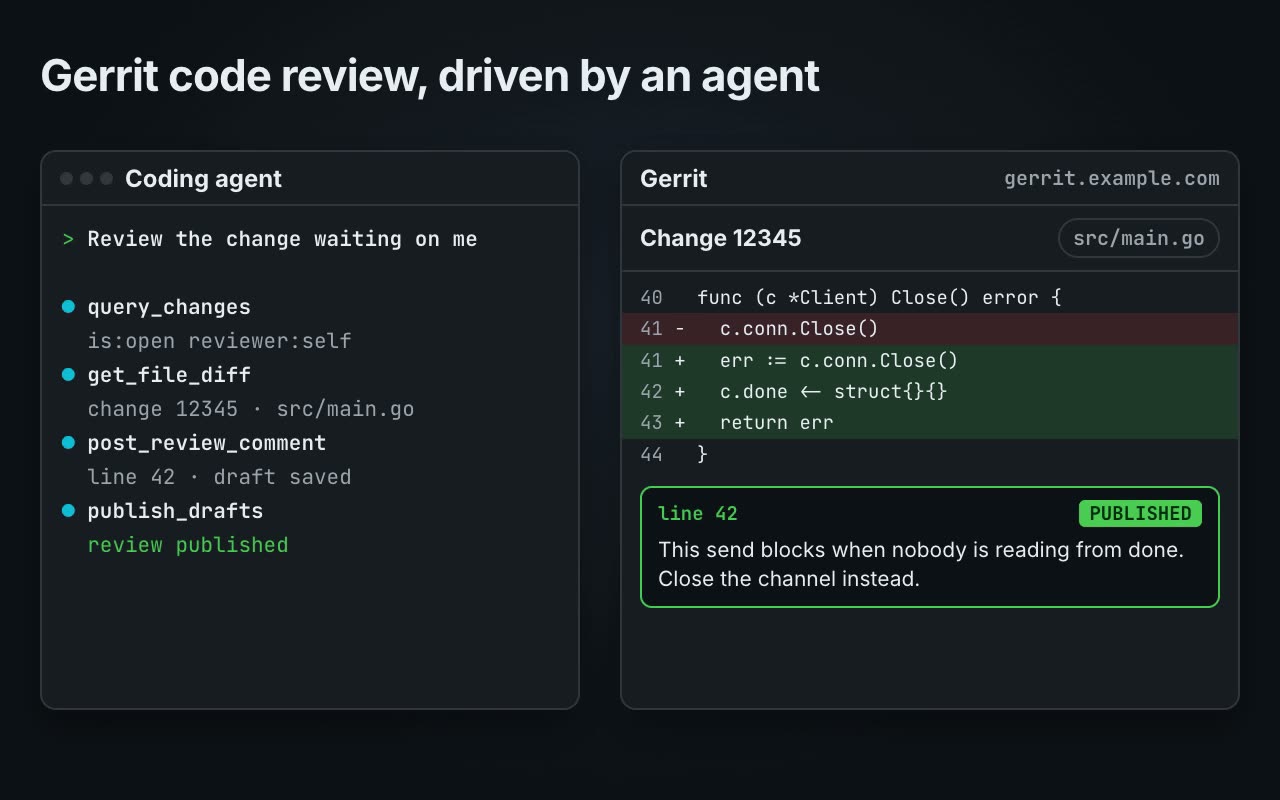 Gerrit code review, driven by an agent
Coding agent
> Review the change waiting on me
query_changes
is:open reviewer:self
get_file_diff
change 12345 · src/main.go
post_review_comment
line 42 · draft saved
publish_drafts
review published
Gerrit
gerrit.example.com
Change 12345
src/main.go
40 func (c *Client) Close() error {
41 - c.conn.Close()
41 + err := c.conn.Close()
42 + c.done <- struct{}{}
43 + return err
44 }
line 42
PUBLISHED
This send blocks when nobody is reading from done.
Close the channel instead.